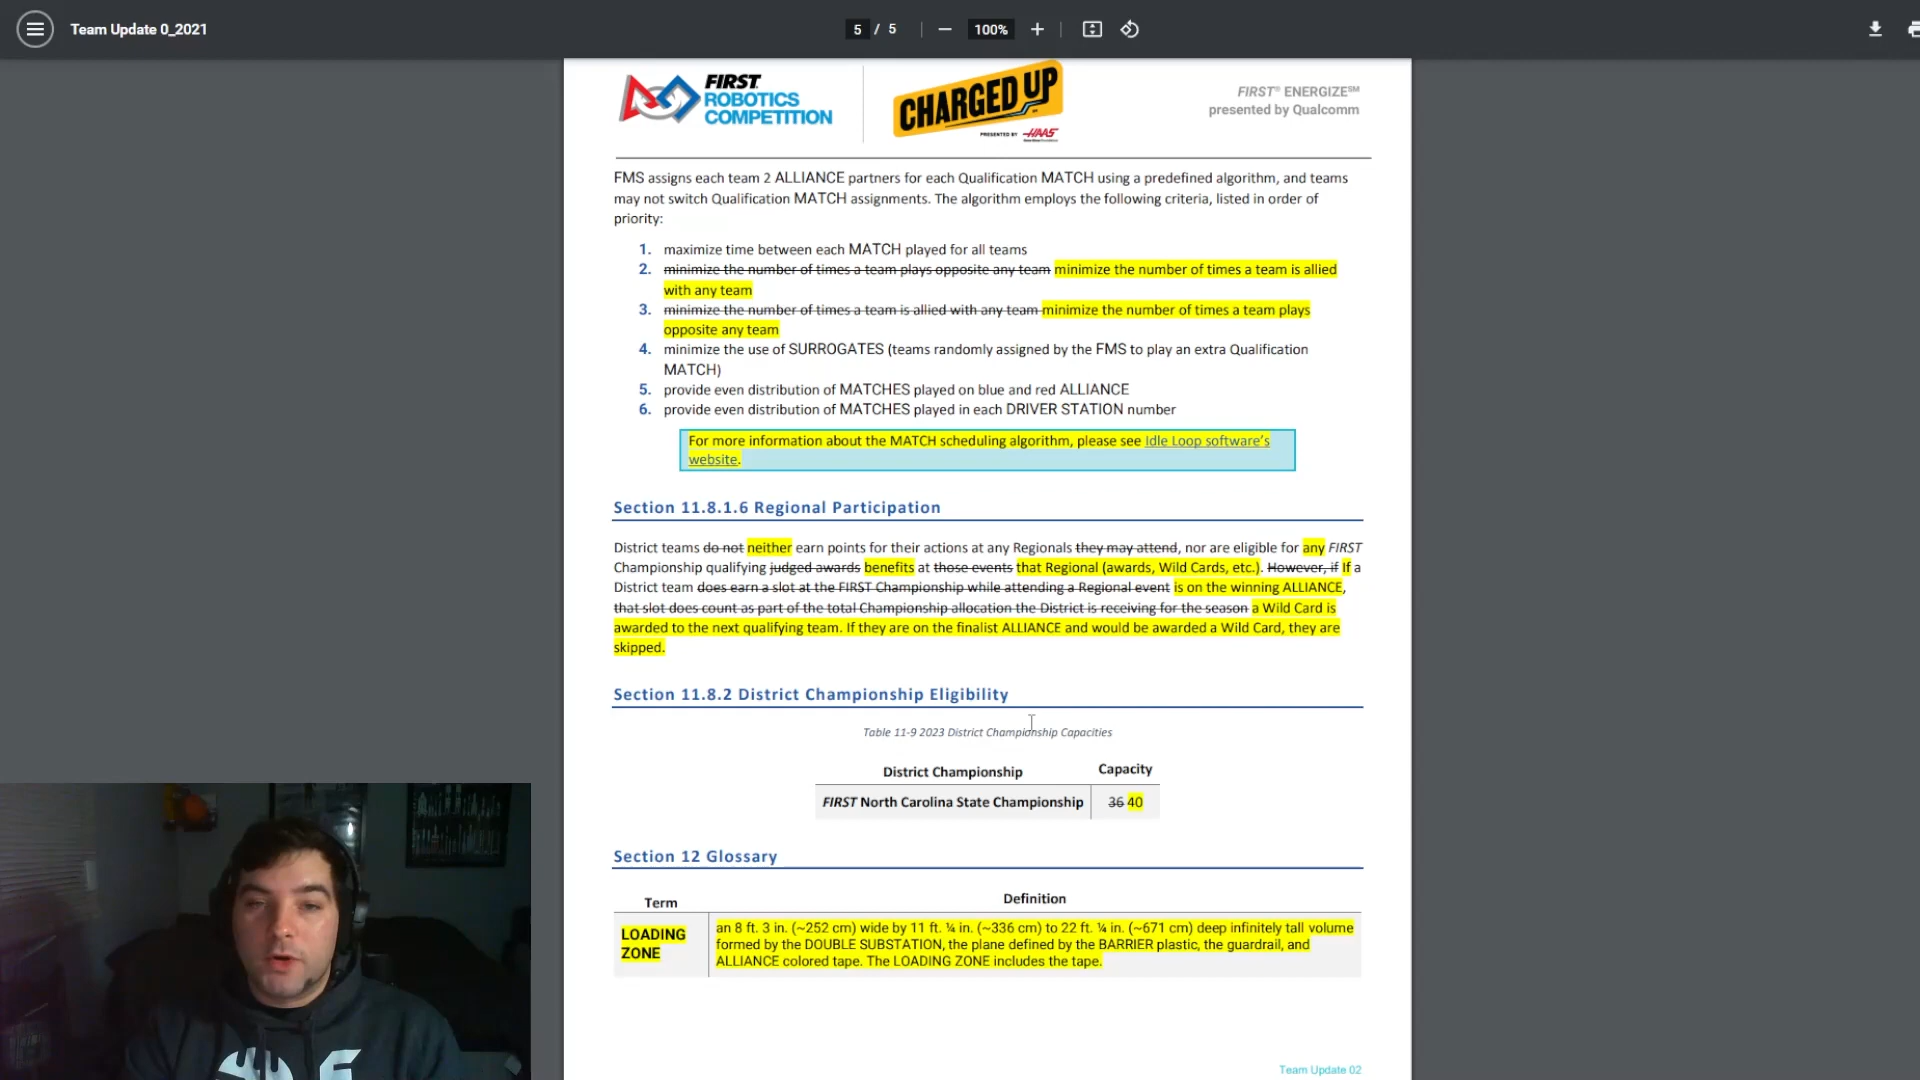 Team Update 0_2021
5 / 5
100%
FIRST
ROBOTICS
COMPETITION
CHARGED UP
PRESENTED BY HAAS
FIRST® ENERGIZE℠
presented by Qualcomm
FMS assigns each team 2 ALLIANCE partners for each Qualification MATCH using a predefined algorithm, and teams
may not switch Qualification MATCH assignments. The algorithm employs the following criteria, listed in order of
priority:
1. maximize time between each MATCH played for all teams
2. minimize the number of times a team plays opposite any team minimize the number of times a team is allied
with any team
3. minimize the number of times a team is allied with any team minimize the number of times a team plays
opposite any team
4. minimize the use of SURROGATES (teams randomly assigned by the FMS to play an extra Qualification
MATCH)
5. provide even distribution of MATCHES played on blue and red ALLIANCE
6. provide even distribution of MATCHES played in each DRIVER STATION number
For more information about the MATCH scheduling algorithm, please see Idle Loop software's
website.
Section 11.8.1.6 Regional Participation
District teams do not neither earn points for their actions at any Regionals they may attend, nor are eligible for any FIRST
Championship qualifying judged awards benefits at those events that Regional (awards, Wild Cards, etc.). However, if If a
District team does earn a slot at the FIRST Championship while attending a Regional event is on the winning ALLIANCE,
that slot does count as part of the total Championship allocation the District is receiving for the season a Wild Card is
awarded to the next qualifying team. If they are on the finalist ALLIANCE and would be awarded a Wild Card, they are
skipped.
Section 11.8.2 District Championship Eligibility
Table 11-9 2023 District Championship Capacities
District Championship Capacity
FIRST North Carolina State Championship 36 40
Section 12 Glossary
Term Definition
LOADING
ZONE
an 8 ft. 3 in. (~252 cm) wide by 11 ft. ¼ in. (~336 cm) to 22 ft. ¼ in. (~671 cm) deep infinitely tall volume
formed by the DOUBLE SUBSTATION, the plane defined by the BARRIER plastic, the guardrail, and
ALLIANCE colored tape. The LOADING ZONE includes the tape.
Team Update 02